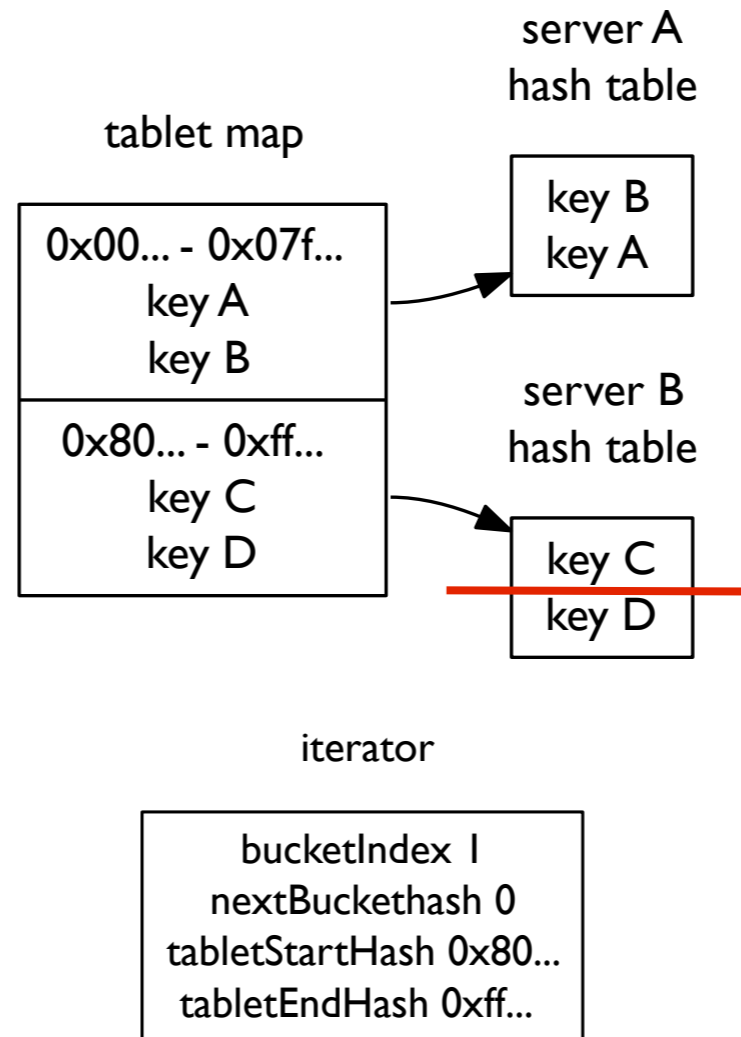 server A
hash table
tablet map
key B
key A
0x00... - 0x07f...
key A
key B
server B
hash table
0x80... - 0xff...
key C
key D
key C
key D
iterator
bucketIndex 1
nextBuckethash 0
tabletStartHash 0x80...
tabletEndHash 0xff...